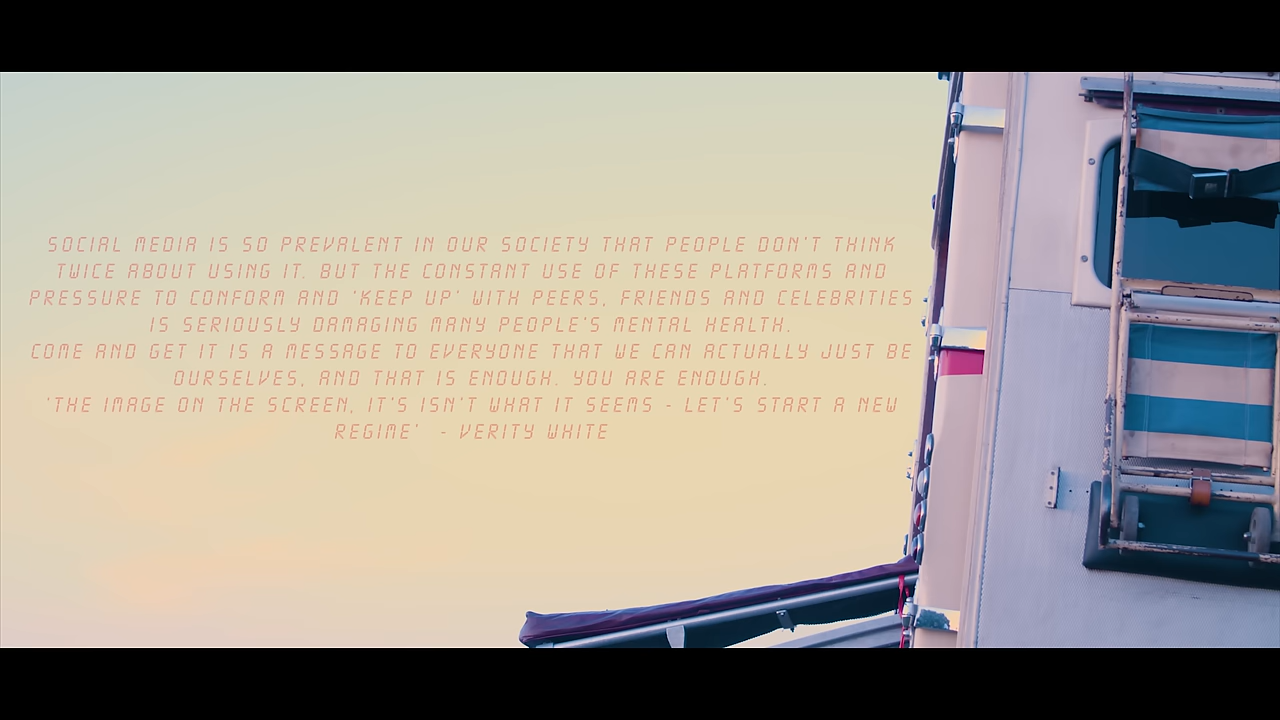 SOCIAL MEDIA IS SO PREVALENT IN OUR SOCIETY THAT PEOPLE DON'T THINK
TWICE ABOUT USING IT. BUT THE CONSTANT USE OF THESE PLATFORMS AND
PRESSURE TO CONFORM AND 'KEEP UP' WITH PEERS, FRIENDS AND CELEBRITIES
IS SERIOUSLY DAMAGING MANY PEOPLE'S MENTAL HEALTH.
COME AND GET IT IS A MESSAGE TO EVERYONE THAT WE CAN ACTUALLY JUST BE
OURSELVES, AND THAT IS ENOUGH. YOU ARE ENOUGH.
'THE IMAGE ON THE SCREEN, IT'S ISN'T WHAT IT SEEMS - LET'S START A NEW
REGIME' - VERITY WHITE